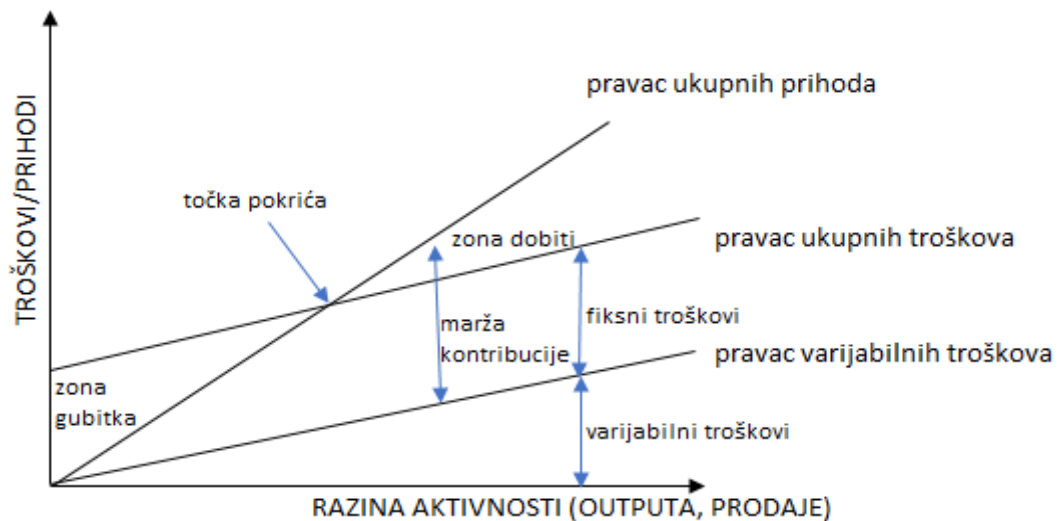 pravac ukupnih prihoda
TROŠKOVI/PRIHODI
točka pokrića
zona dobiti
pravac ukupnih troškova
marža
kontribucije
fiksni troškovi
pravac varijabilnih troškova
zona
gubitka
varijabilni troškovi
RAZINA AKTIVNOSTI (OUTPUTA, PRODAJE)